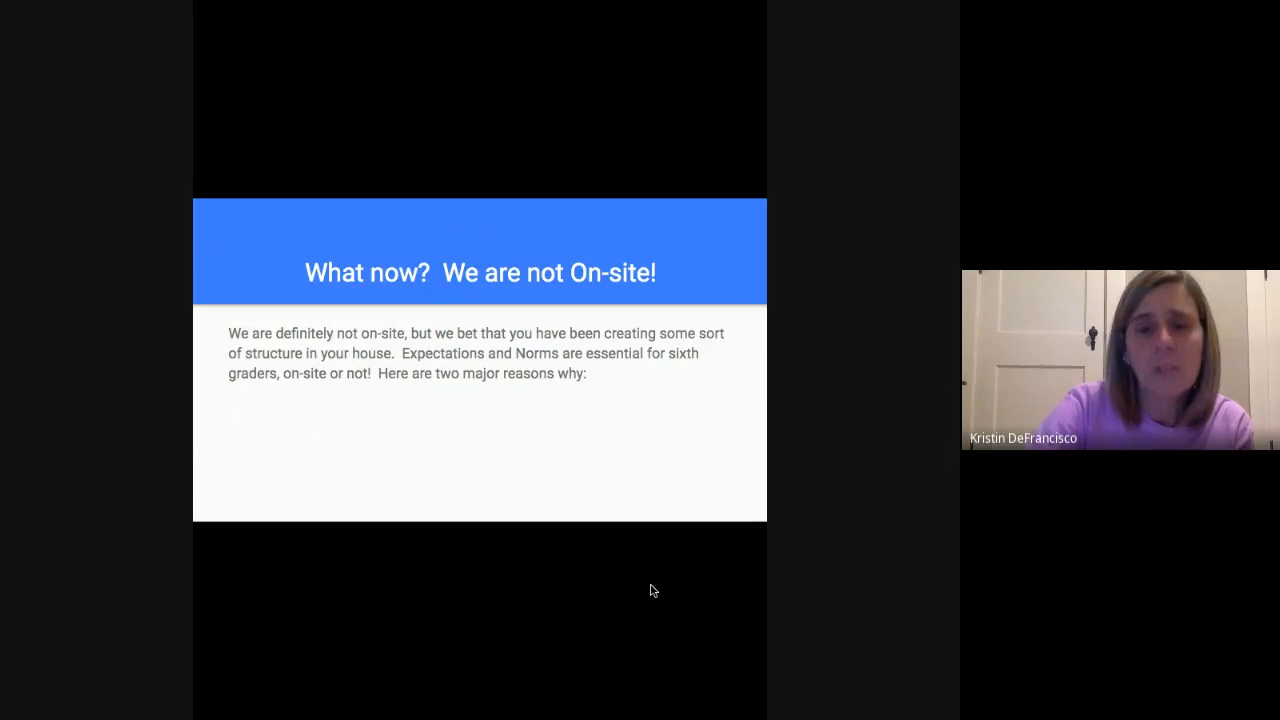 What now?  We are not On-site!
We are definitely not on-site, but we bet that you have been creating some sort
of structure in your house.  Expectations and Norms are essential for sixth
graders, on-site or not!  Here are two major reasons why:
Kristin DeFrancisco